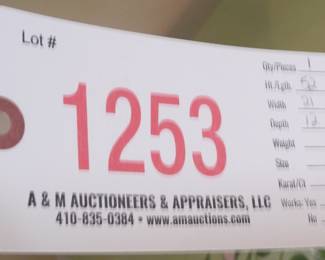 Lot #
1253
A & M AUCTIONEERS & APPRAISERS, LLC
410-835-0384 • www.amauctions.com
Qty/Pieces 1
Ht./Lgth 52
Width 21
Depth 12
Weight
Size
Karat/Ct
Works- Yes
No